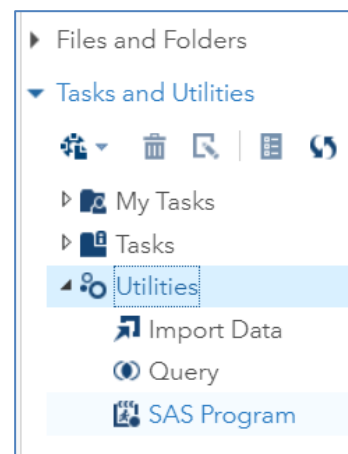 Files and Folders
Tasks and Utilities
My Tasks
Tasks
Utilities
Import Data
Query
SAS Program